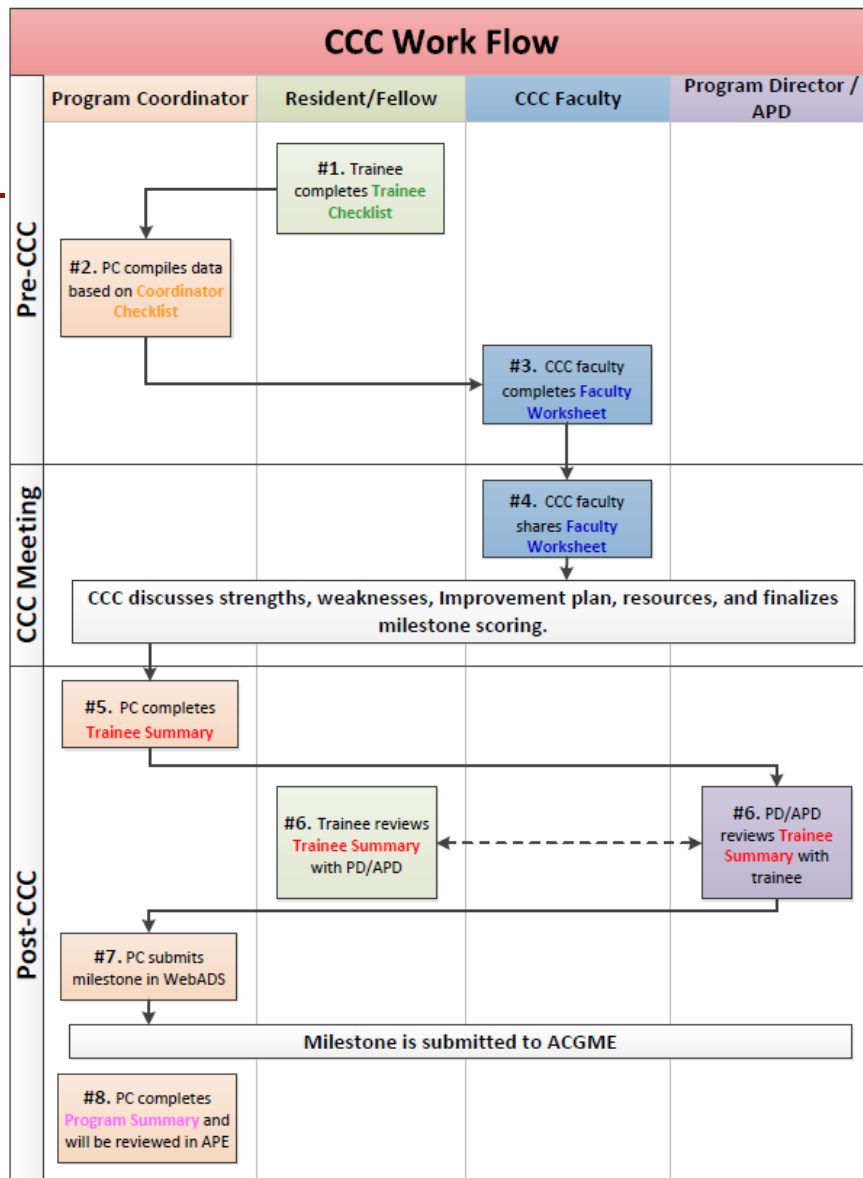 CCC Work Flow
Program Coordinator
Resident/Fellow
CCC Faculty
Program Director /
APD
Pre-CCC
#1. Trainee
completes Trainee
Checklist
#2. PC compiles data
based on Coordinator
Checklist
#3. CCC faculty
completes Faculty
Worksheet
CCC Meeting
#4. CCC faculty
shares Faculty
Worksheet
CCC discusses strengths, weaknesses, Improvement plan, resources, and finalizes
milestone scoring.
Post-CCC
#5. PC completes
Trainee Summary
#6. Trainee reviews
Trainee Summary
with PD/APD
#6. PD/APD
reviews Trainee
Summary with
trainee
#7. PC submits
milestone in WebADS
Milestone is submitted to ACGME
#8. PC completes
Program Summary and
will be reviewed in APE